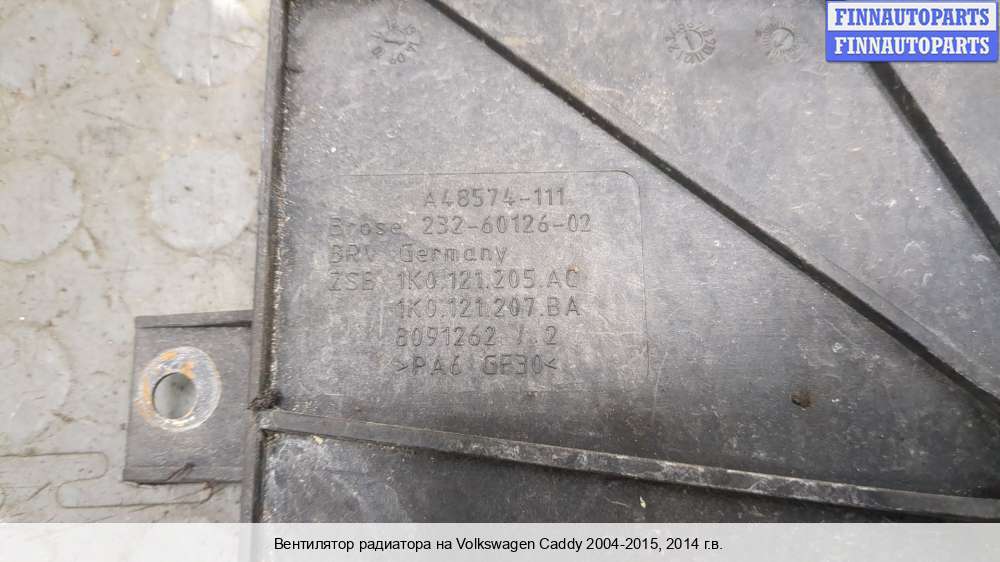 FINNAUTOPARTS
FINNAUTOPARTS
A48574-111
Brose 232-60126-02
BRV Germany
ZSB 1K0.121.205.AC
1K0.121.207.BA
8091262 / 2
>PA6 GF30<
Вентилятор радиатора на Volkswagen Caddy 2004-2015, 2014 г.в.